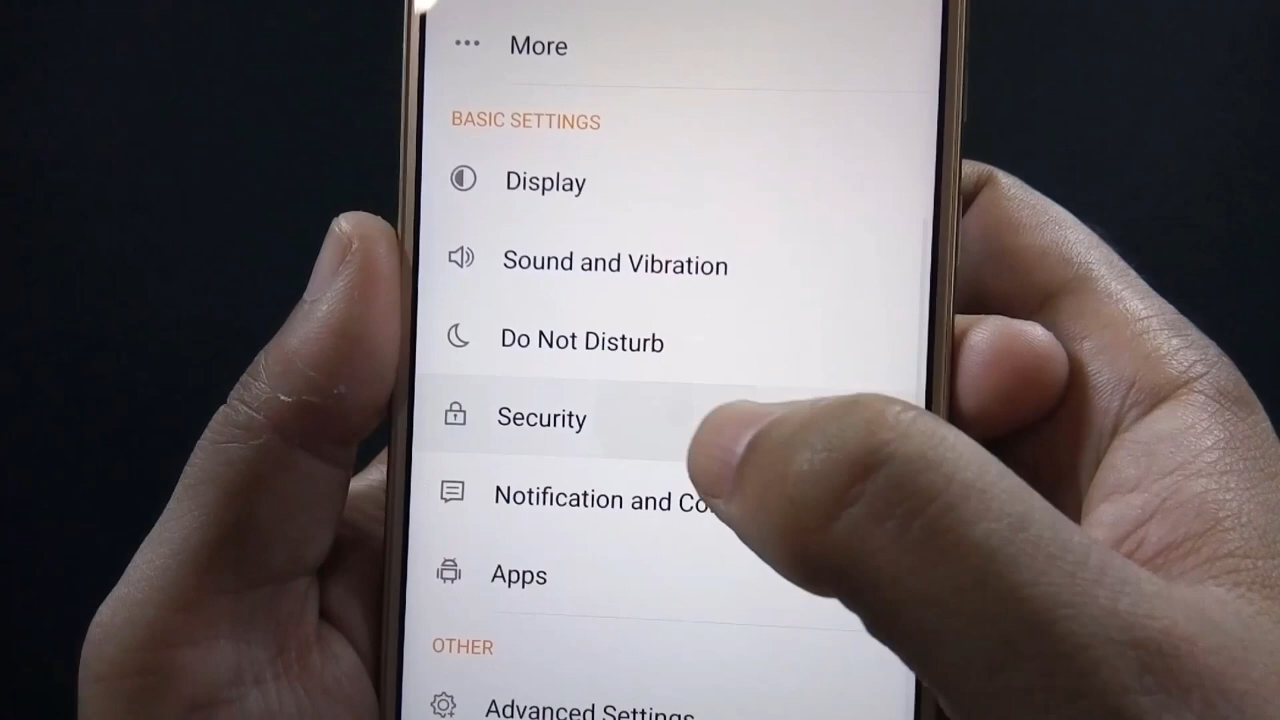 More
BASIC SETTINGS
Display
Sound and Vibration
Do Not Disturb
Security
Notification and Co
Apps
OTHER
Advanced Settings